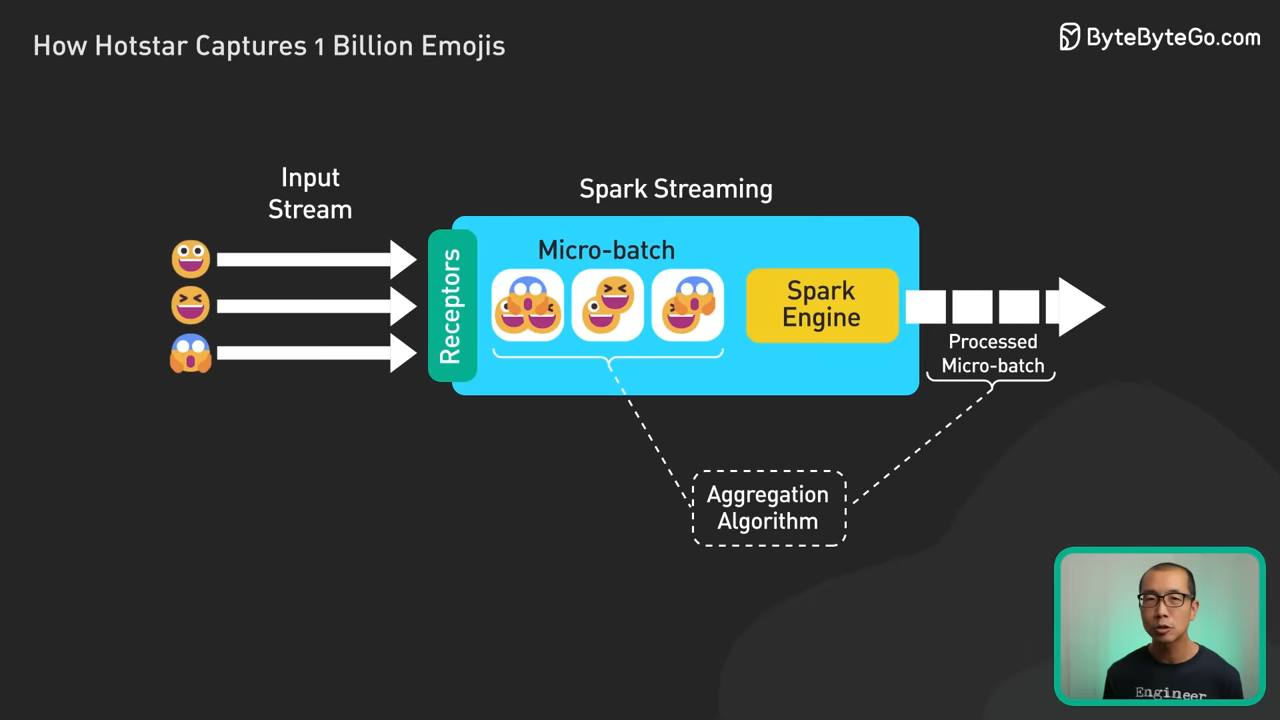 How Hotstar Captures 1 Billion Emojis
ByteByteGo.com
Input
Stream
Spark Streaming
Receptors
Micro-batch
Spark
Engine
Processed
Micro-batch
Aggregation
Algorithm
Engineer